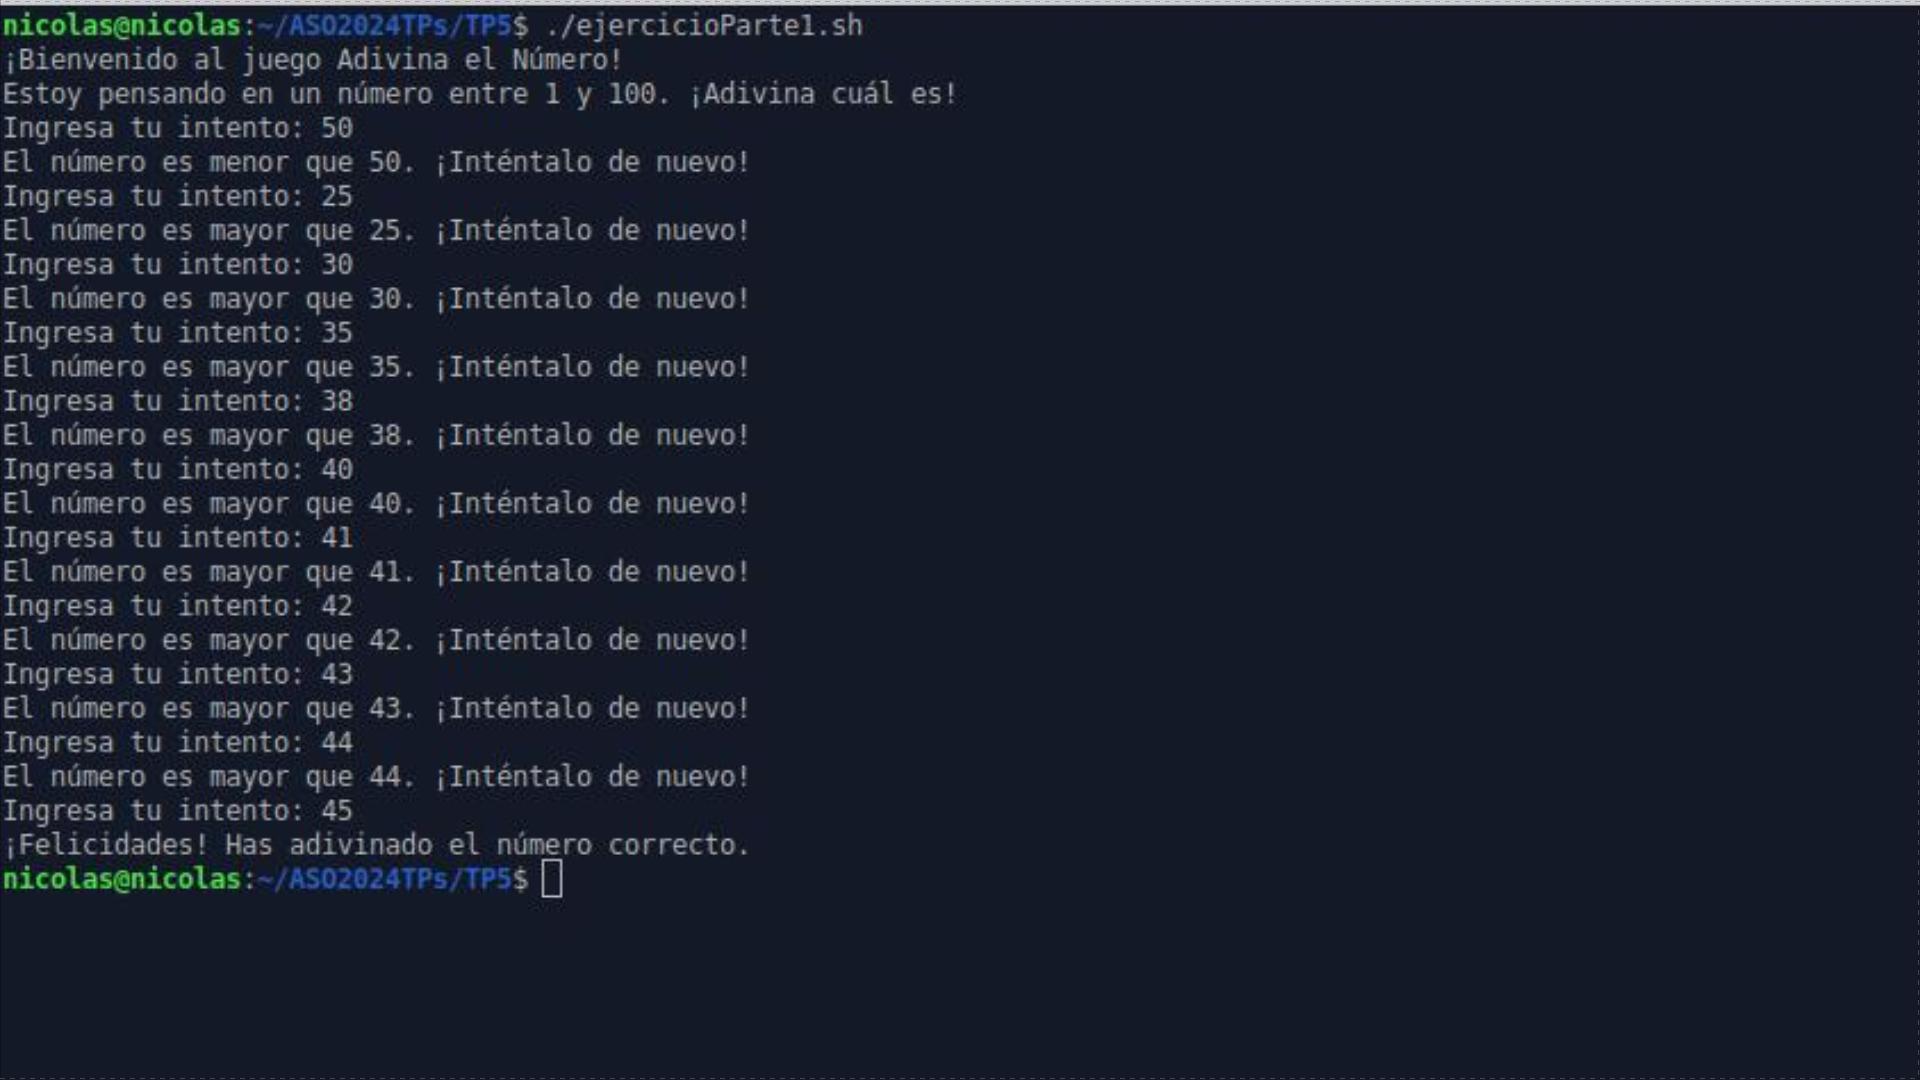 nicolas@nicolas:~/ASO2024TPs/TP5$ ./ejercicioParte1.sh
¡Bienvenido al juego Adivina el Número!
Estoy pensando en un número entre 1 y 100. ¡Adivina cuál es!
Ingresa tu intento: 50
El número es menor que 50. ¡Inténtalo de nuevo!
Ingresa tu intento: 25
El número es mayor que 25. ¡Inténtalo de nuevo!
Ingresa tu intento: 30
El número es mayor que 30. ¡Inténtalo de nuevo!
Ingresa tu intento: 35
El número es mayor que 35. ¡Inténtalo de nuevo!
Ingresa tu intento: 38
El número es mayor que 38. ¡Inténtalo de nuevo!
Ingresa tu intento: 40
El número es mayor que 40. ¡Inténtalo de nuevo!
Ingresa tu intento: 41
El número es mayor que 41. ¡Inténtalo de nuevo!
Ingresa tu intento: 42
El número es mayor que 42. ¡Inténtalo de nuevo!
Ingresa tu intento: 43
El número es mayor que 43. ¡Inténtalo de nuevo!
Ingresa tu intento: 44
El número es mayor que 44. ¡Inténtalo de nuevo!
Ingresa tu intento: 45
¡Felicidades! Has adivinado el número correcto.
nicolas@nicolas:~/ASO2024TPs/TP5$